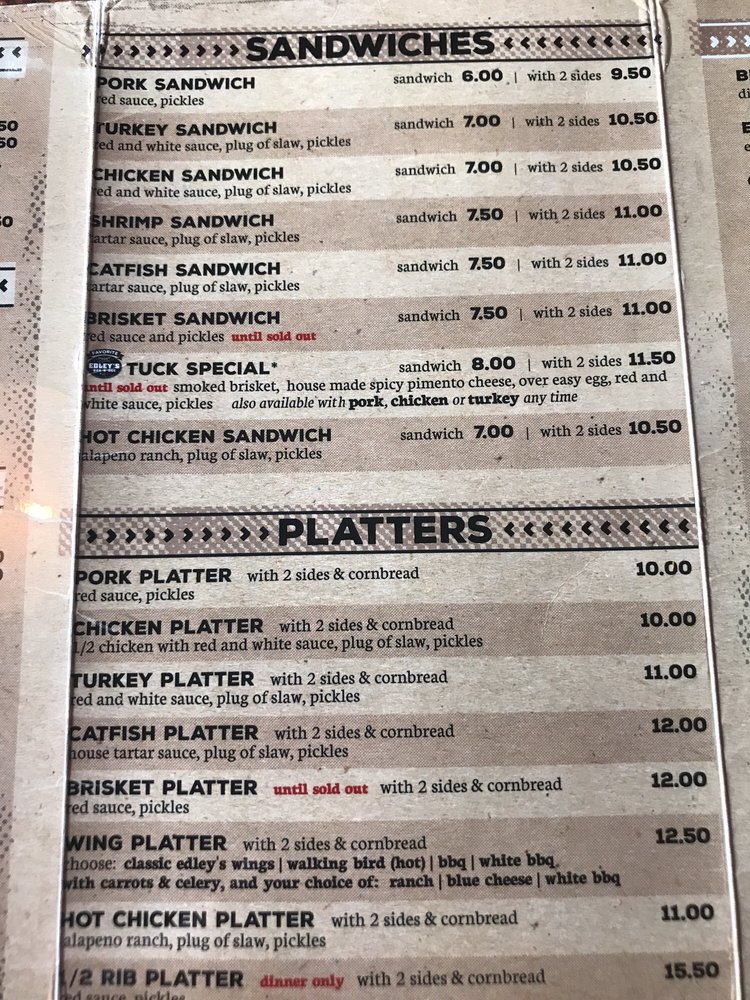 SANDWICHES
PORK SANDWICH sandwich 6.00 | with 2 sides 9.50
red sauce, pickles
TURKEY SANDWICH sandwich 7.00 | with 2 sides 10.50
red and white sauce, plug of slaw, pickles
CHICKEN SANDWICH sandwich 7.00 | with 2 sides 10.50
red and white sauce, plug of slaw, pickles
SHRIMP SANDWICH sandwich 7.50 | with 2 sides 11.00
tartar sauce, plug of slaw, pickles
CATFISH SANDWICH sandwich 7.50 | with 2 sides 11.00
tartar sauce, plug of slaw, pickles
BRISKET SANDWICH sandwich 7.50 | with 2 sides 11.00
red sauce and pickles until sold out
FAVORITE
EDLEY'S
TUCK SPECIAL* sandwich 8.00 | with 2 sides 11.50
until sold out smoked brisket, house made spicy pimento cheese, over easy egg, red and
white sauce, pickles also available with pork, chicken or turkey any time
HOT CHICKEN SANDWICH sandwich 7.00 | with 2 sides 10.50
jalapeno ranch, plug of slaw, pickles
PLATTERS
PORK PLATTER with 2 sides & cornbread 10.00
red sauce, pickles
CHICKEN PLATTER with 2 sides & cornbread 10.00
1/2 chicken with red and white sauce, plug of slaw, pickles
TURKEY PLATTER with 2 sides & cornbread 11.00
red and white sauce, plug of slaw, pickles
CATFISH PLATTER with 2 sides & cornbread 12.00
house tartar sauce, plug of slaw, pickles
BRISKET PLATTER until sold out with 2 sides & cornbread 12.00
red sauce, pickles
WING PLATTER with 2 sides & cornbread 12.50
choose: classic edley's wings | walking bird (hot) | bbq | white bbq
with carrots & celery, and your choice of: ranch | blue cheese | white bbq
HOT CHICKEN PLATTER with 2 sides & cornbread 11.00
jalapeno ranch, plug of slaw, pickles
1/2 RIB PLATTER dinner only with 2 sides & cornbread 15.50
red sauce, pickles